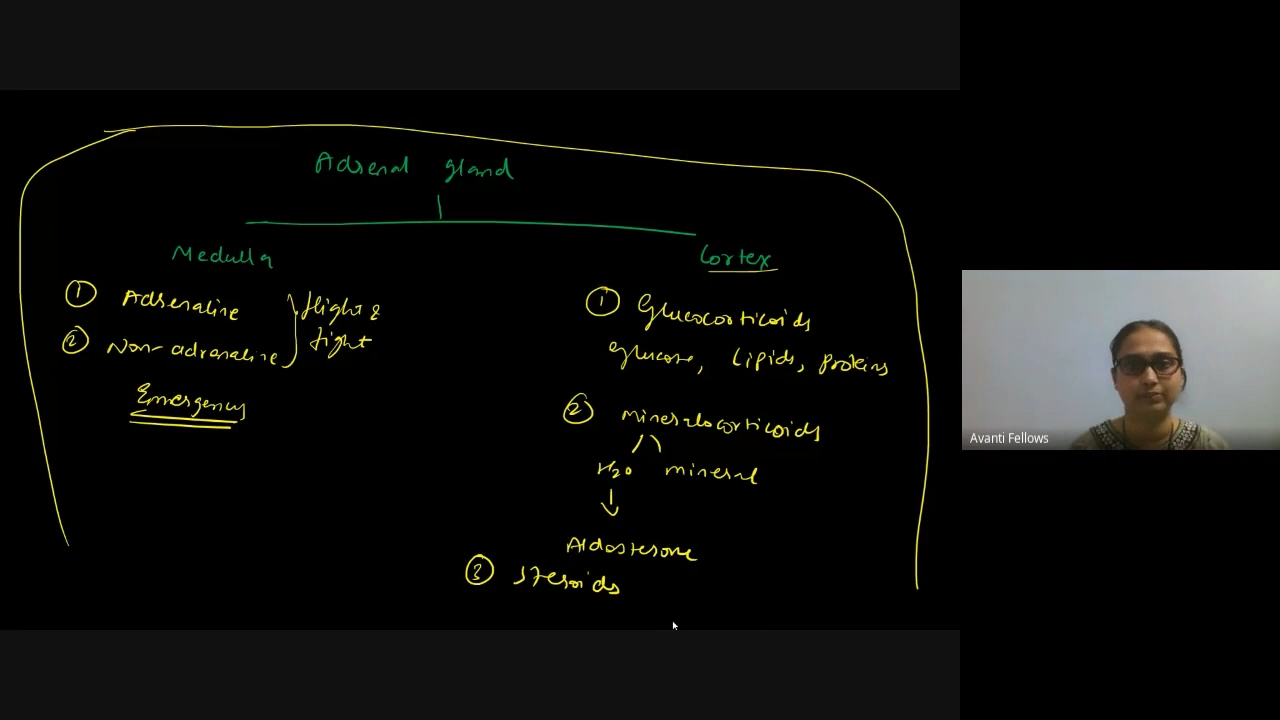 Adrenal gland
Medulla
① Adrenaline
② Nor-adrenaline
flight &
fight
Emergency
Cortex
① Glucocorticoids
glucose, Lipids, proteins
② Mineralocorticoids
H₂O mineral
Aldosterone
③ Steroids
Avanti Fellows